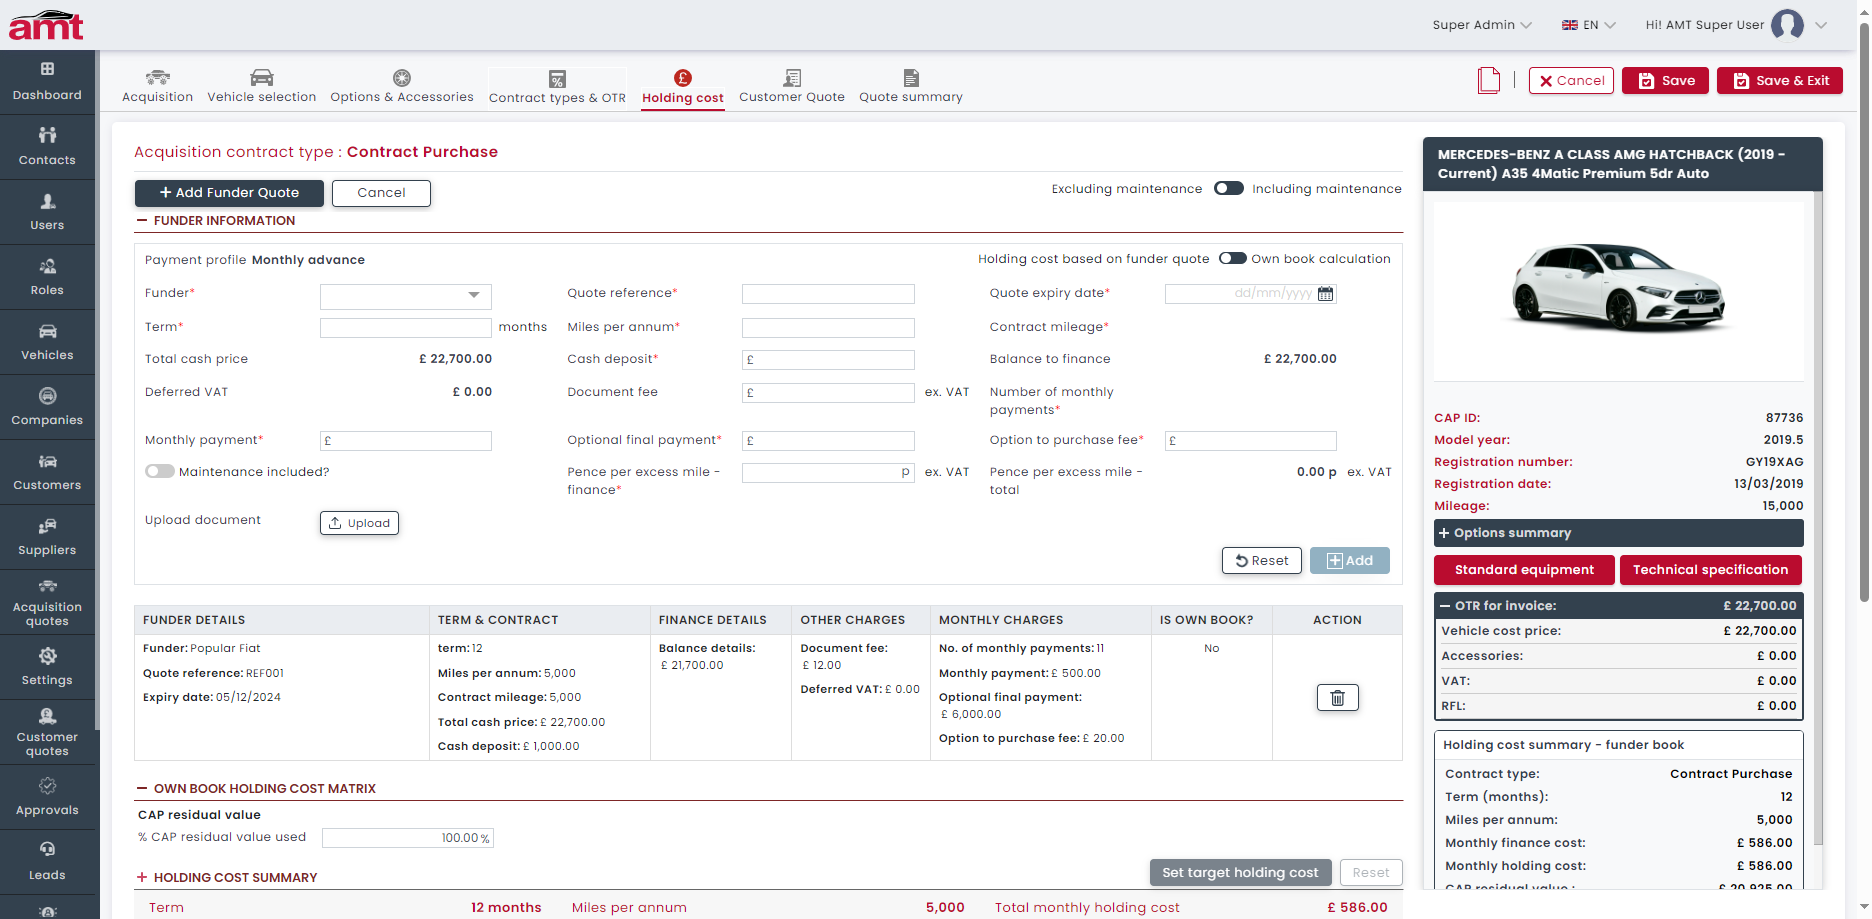 amt
Super Admin
EN
Hi! AMT Super User
Dashboard
Contacts
Users
Roles
Vehicles
Companies
Customers
Suppliers
Acquisition
quotes
Settings
Customer
quotes
Approvals
Leads
Acquisition
Vehicle selection
Options & Accessories
Contract types & OTR
Holding cost
Customer Quote
Quote summary
Cancel
Save
Save & Exit
Acquisition contract type : Contract Purchase
+ Add Funder Quote
Cancel
Excluding maintenance
Including maintenance
FUNDER INFORMATION
Payment profile Monthly advance
Holding cost based on funder quote
Own book calculation
Funder*
Quote reference*
Quote expiry date*
dd/mm/yyyy
Term*
months
Miles per annum*
Contract mileage*
Total cash price
£ 22,700.00
Cash deposit*
£
Balance to finance
£ 22,700.00
Deferred VAT
£ 0.00
Document fee
£
ex. VAT
Number of monthly
payments*
Monthly payment*
£
Optional final payment*
£
Option to purchase fee*
£
Maintenance included?
Pence per excess mile -
finance*
p
ex. VAT
Pence per excess mile -
total
0.00 p
ex. VAT
Upload document
Upload
Reset
Add
FUNDER DETAILS
TERM & CONTRACT
FINANCE DETAILS
OTHER CHARGES
MONTHLY CHARGES
IS OWN BOOK?
ACTION
Funder: Popular Fiat
Quote reference: REF001
Expiry date: 05/12/2024
term: 12
Miles per annum: 5,000
Contract mileage: 5,000
Total cash price: £ 22,700.00
Cash deposit: £ 1,000.00
Balance details:
£ 21,700.00
Document fee:
£ 12.00
Deferred VAT: £ 0.00
No. of monthly payments: 11
Monthly payment: £ 500.00
Optional final payment:
£ 6,000.00
Option to purchase fee: £ 20.00
No
OWN BOOK HOLDING COST MATRIX
CAP residual value
% CAP residual value used
100.00 %
HOLDING COST SUMMARY
Set target holding cost
Reset
Term
12 months
Miles per annum
5,000
Total monthly holding cost
£ 586.00
MERCEDES-BENZ A CLASS AMG HATCHBACK (2019 -
Current) A35 4Matic Premium 5dr Auto
CAP ID:
87736
Model year:
2019.5
Registration number:
GY19XAG
Registration date:
13/03/2019
Mileage:
15,000
Options summary
Standard equipment
Technical specification
OTR for invoice:
£ 22,700.00
Vehicle cost price:
£ 22,700.00
Accessories:
£ 0.00
VAT:
£ 0.00
RFL:
£ 0.00
Holding cost summary - funder book
Contract type:
Contract Purchase
Term (months):
12
Miles per annum:
5,000
Monthly finance cost:
£ 586.00
Monthly holding cost:
£ 586.00
CAP residual value :
£ 20,925.00